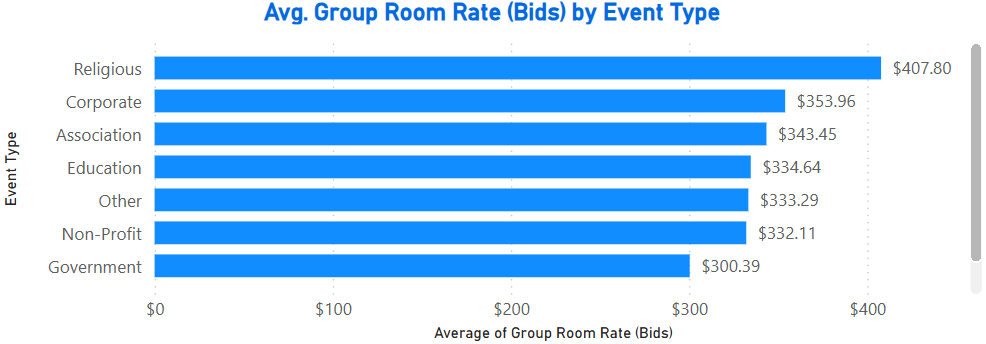 Avg. Group Room Rate (Bids) by Event Type
Event Type
Religious $407.80
Corporate $353.96
Association $343.45
Education $334.64
Other $333.29
Non-Profit $332.11
Government $300.39
$0 $100 $200 $300 $400
Average of Group Room Rate (Bids)